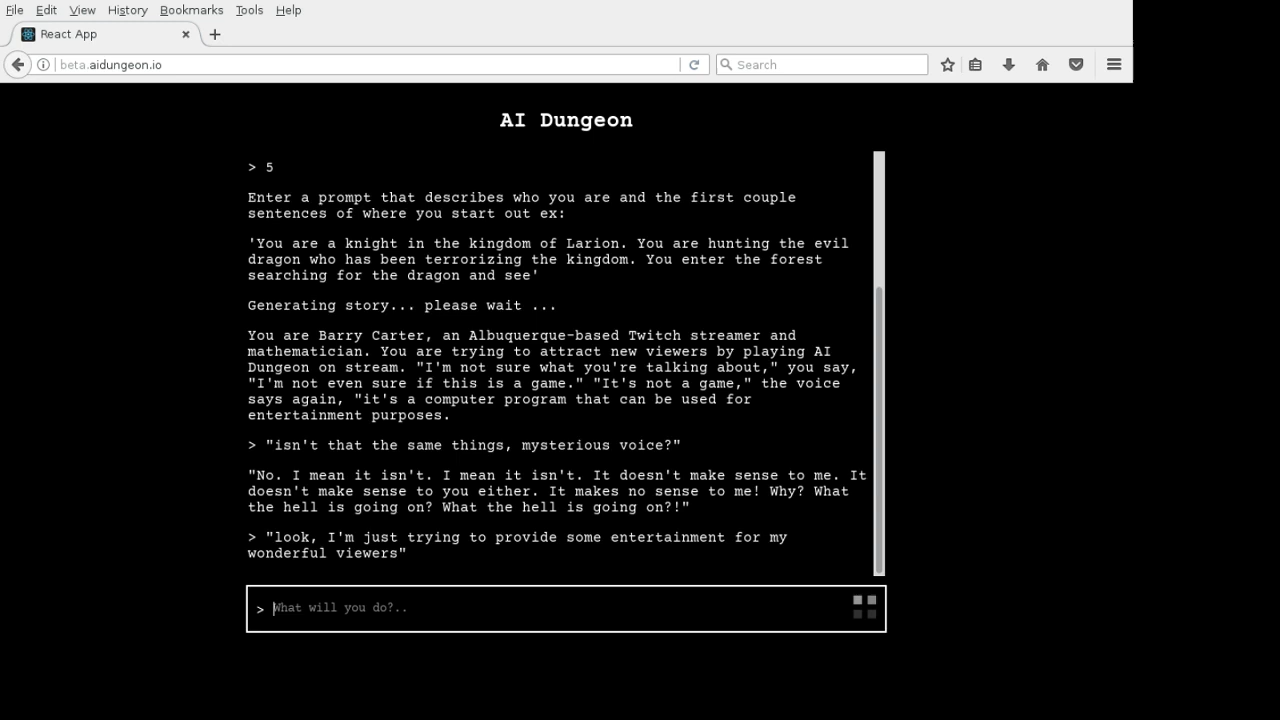 File Edit View History Bookmarks Tools Help
React App
beta.aidungeon.io
Search
AI Dungeon
> 5
Enter a prompt that describes who you are and the first couple
sentences of where you start out ex:
'You are a knight in the kingdom of Larion. You are hunting the evil
dragon who has been terrorizing the kingdom. You enter the forest
searching for the dragon and see'
Generating story... please wait ...
You are Barry Carter, an Albuquerque-based Twitch streamer and
mathematician. You are trying to attract new viewers by playing AI
Dungeon on stream. "I'm not sure what you're talking about," you say,
"I'm not even sure if this is a game." "It's not a game," the voice
says again, "it's a computer program that can be used for
entertainment purposes.
> "isn't that the same things, mysterious voice?"
"No. I mean it isn't. I mean it isn't. It doesn't make sense to me. It
doesn't make sense to you either. It makes no sense to me! Why? What
the hell is going on? What the hell is going on?!"
> "look, I'm just trying to provide some entertainment for my
wonderful viewers"
> What will you do?..